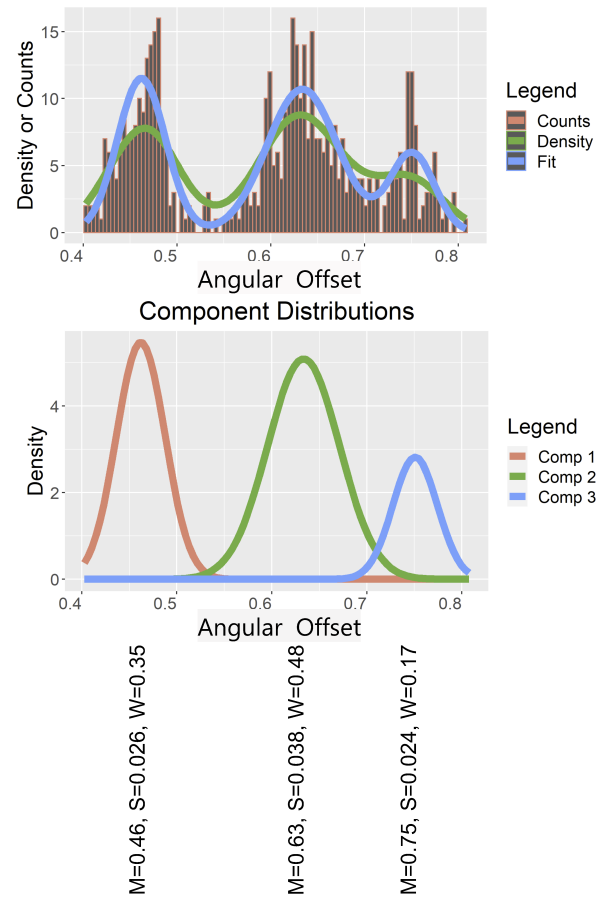 Density or Counts
15
10
5
0
0.4 0.5 0.6 0.7 0.8
Angular Offset
Legend
Counts
Density
Fit
Component Distributions
Density
4
2
0
0.4 0.5 0.6 0.7 0.8
Angular Offset
Legend
Comp 1
Comp 2
Comp 3
M=0.46, S=0.026, W=0.35
M=0.63, S=0.038, W=0.48
M=0.75, S=0.024, W=0.17